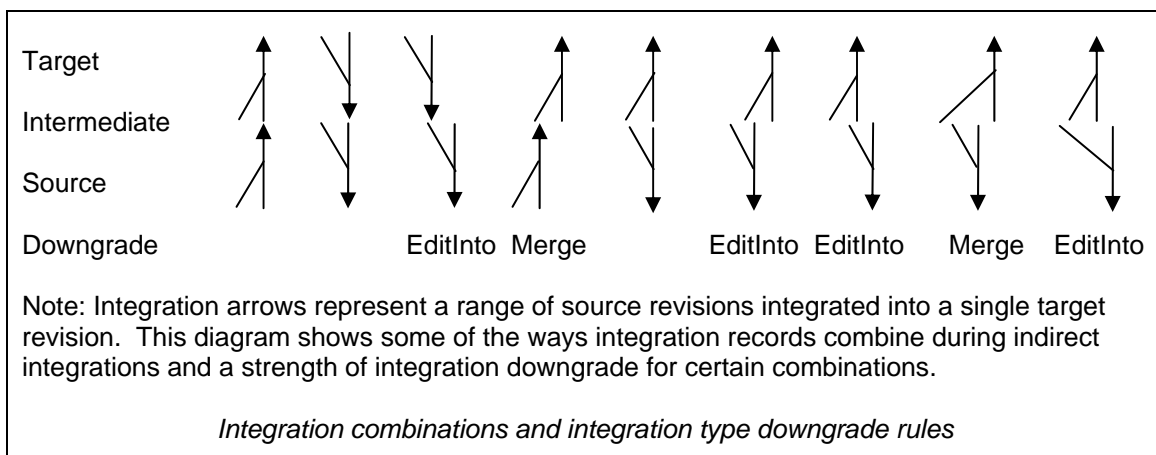 Target
Intermediate
Source
Downgrade EditInto Merge EditInto EditInto Merge EditInto
Note: Integration arrows represent a range of source revisions integrated into a single target
revision. This diagram shows some of the ways integration records combine during indirect
integrations and a strength of integration downgrade for certain combinations.
Integration combinations and integration type downgrade rules